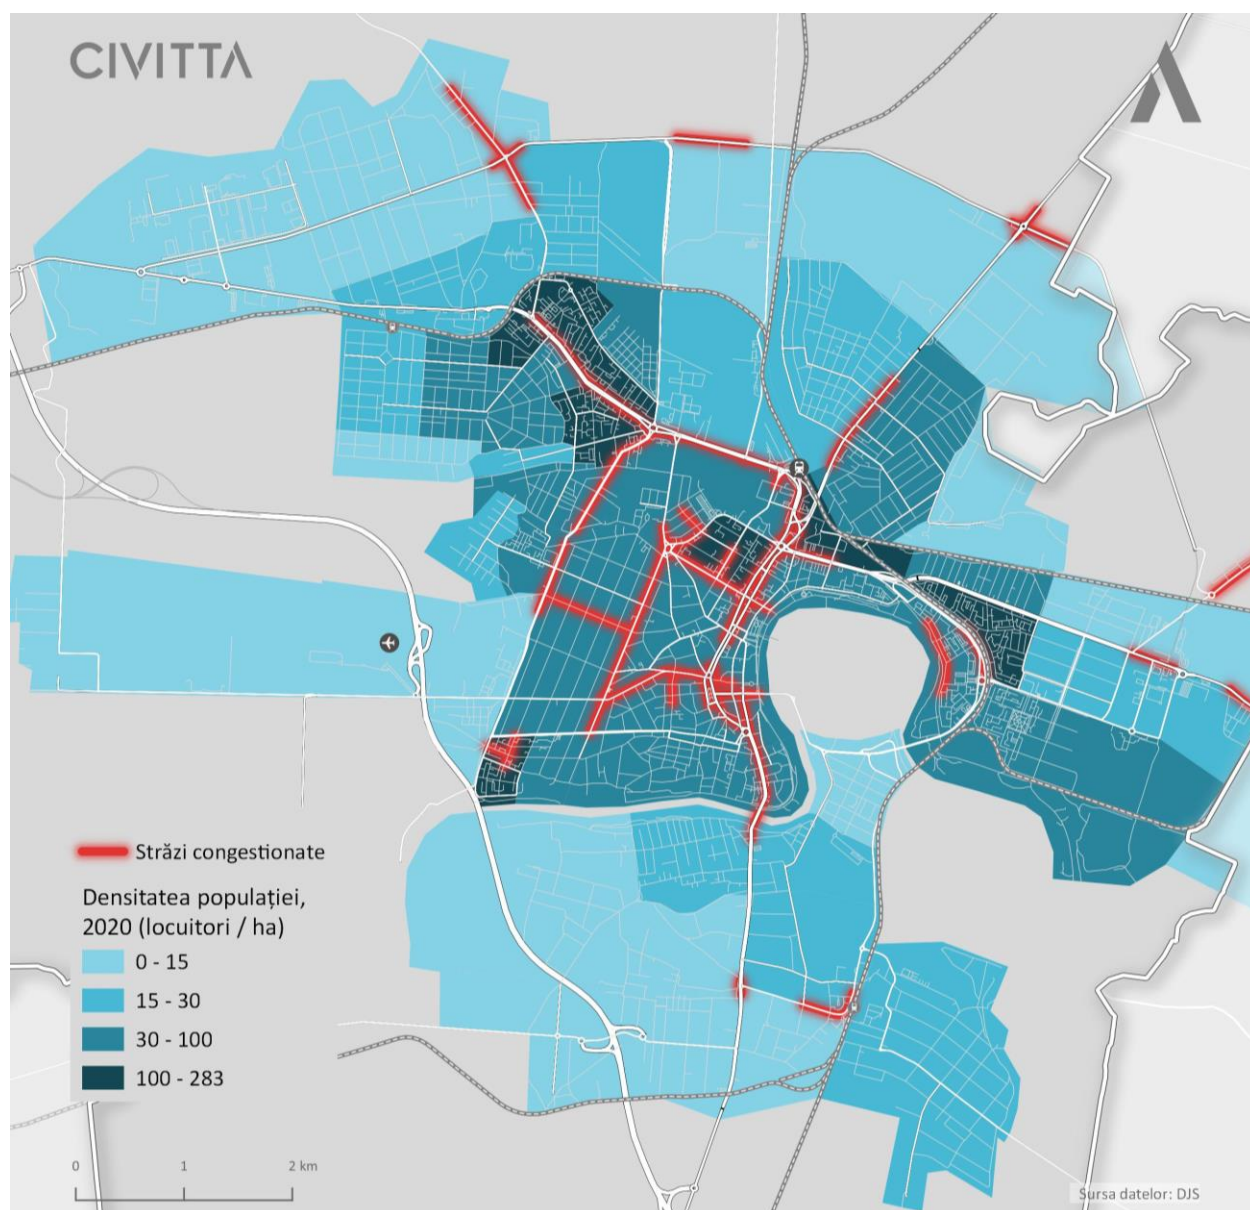 CIVITTA
Străzi congestionate
Densitatea populației,
2020 (locuitori / ha)
0 - 15
15 - 30
30 - 100
100 - 283
0 1 2 km
Sursa datelor: DJS